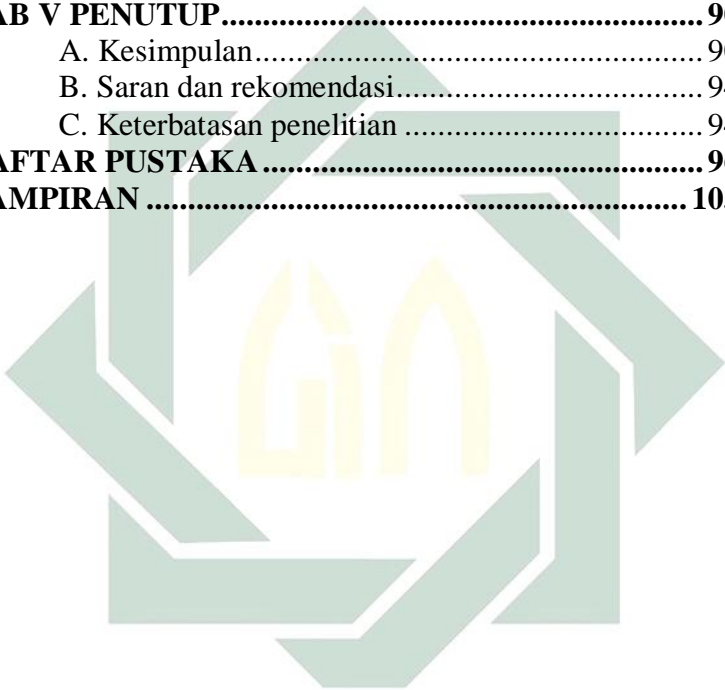 AB V PENUTUP.......................................................... 9
A. Kesimpulan......................................................... 9
B. Saran dan rekomendasi....................................... 9
C. Keterbatasan penelitian ...................................... 9
AFTAR PUSTAKA ..................................................... 9
AMPIRAN ................................................................ 10